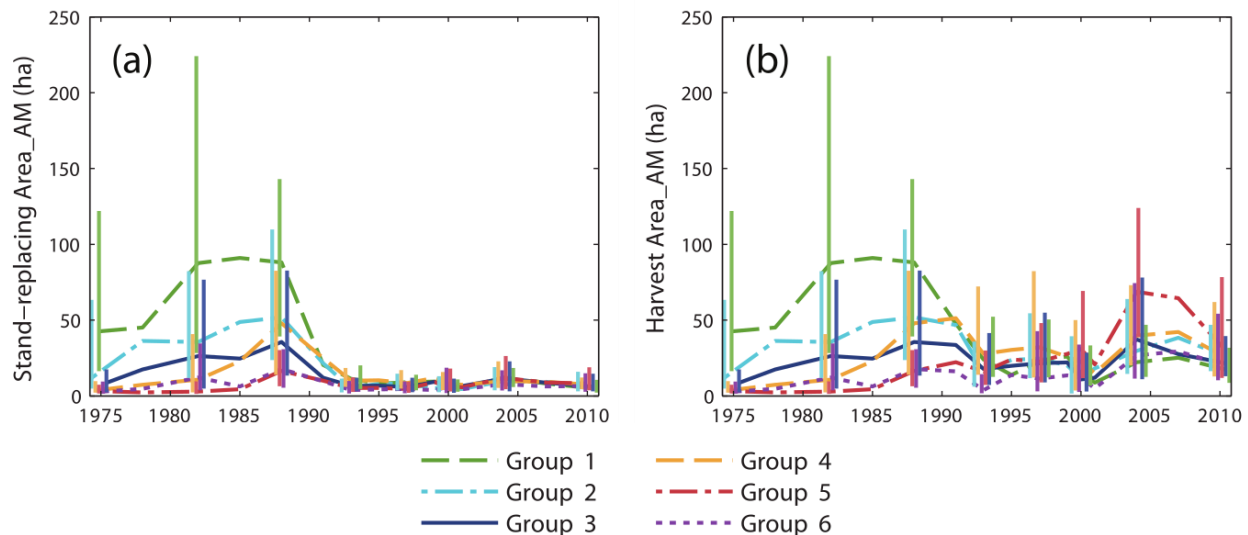 (a)
Stand-replacing Area_AM (ha)
250
200
150
100
50
0
1975 1980 1985 1990 1995 2000 2005 2010
(b)
Harvest Area_AM (ha)
250
200
150
100
50
0
1975 1980 1985 1990 1995 2000 2005 2010
Group 1
Group 2
Group 3
Group 4
Group 5
Group 6